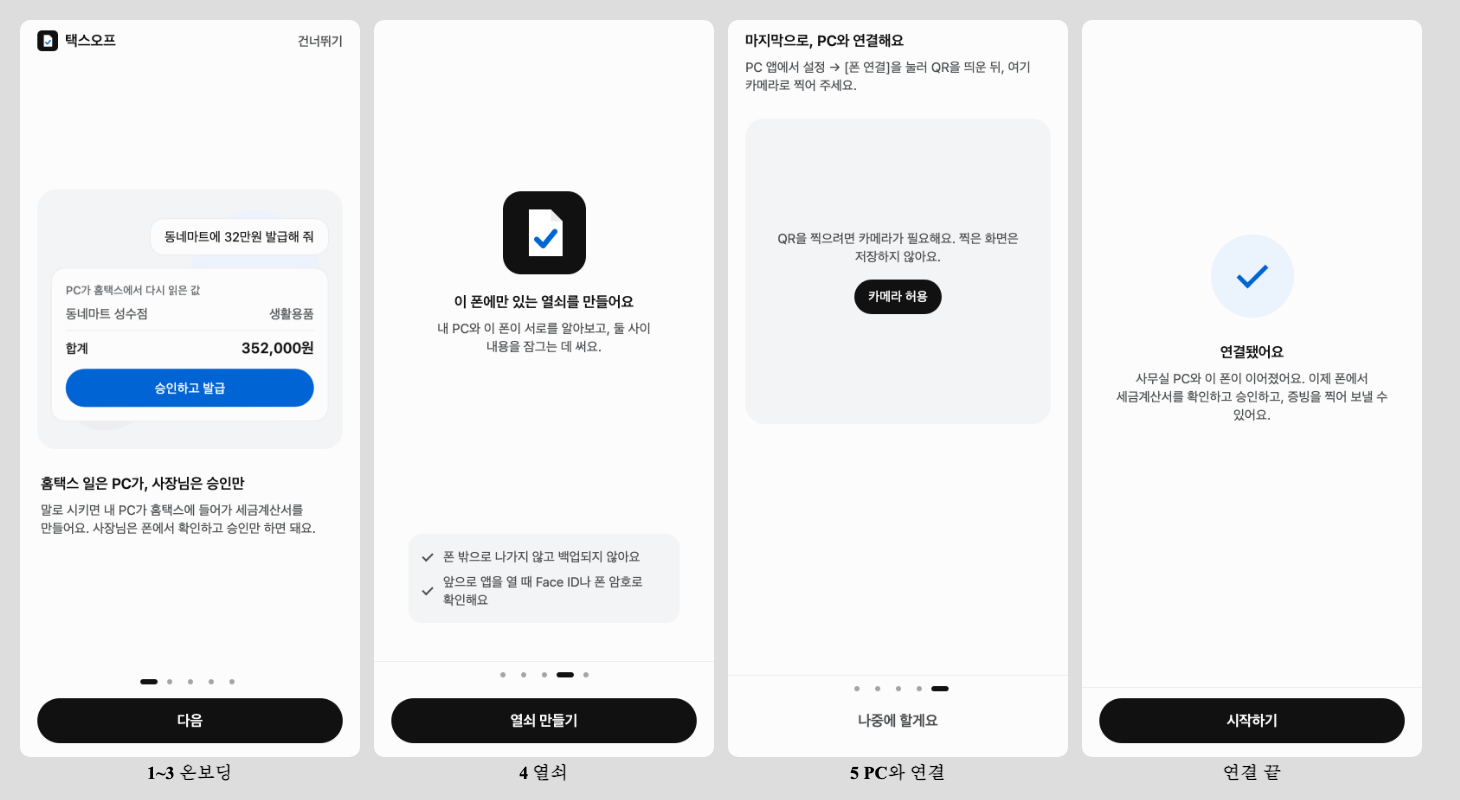 택스오프
건너뛰기
동네마트에 32만원 발급해 줘
PC가 홈택스에서 다시 읽은 값
동네마트 성수점 생활용품
합계 352,000원
승인하고 발급
홈택스 일은 PC가, 사장님은 승인만
말로 시키면 내 PC가 홈택스에 들어가 세금계산서를
만들어요. 사장님은 폰에서 확인하고 승인만 하면 돼요.
다음
1~3 온보딩
이 폰에만 있는 열쇠를 만들어요
내 PC와 이 폰이 서로를 알아보고, 둘 사이
내용을 잠그는 데 써요.
폰 밖으로 나가지 않고 백업되지 않아요
앞으로 앱을 열 때 Face ID나 폰 암호로
확인해요
열쇠 만들기
4 열쇠
마지막으로, PC와 연결해요
PC 앱에서 설정 → [폰 연결]을 눌러 QR을 띄운 뒤, 여기
카메라로 찍어 주세요.
QR을 찍으려면 카메라가 필요해요. 찍은 화면은
저장하지 않아요.
카메라 허용
나중에 할게요
5 PC와 연결
연결됐어요
사무실 PC와 이 폰이 이어졌어요. 이제 폰에서
세금계산서를 확인하고 승인하고, 증빙을 찍어 보낼 수
있어요.
시작하기
연결 끝